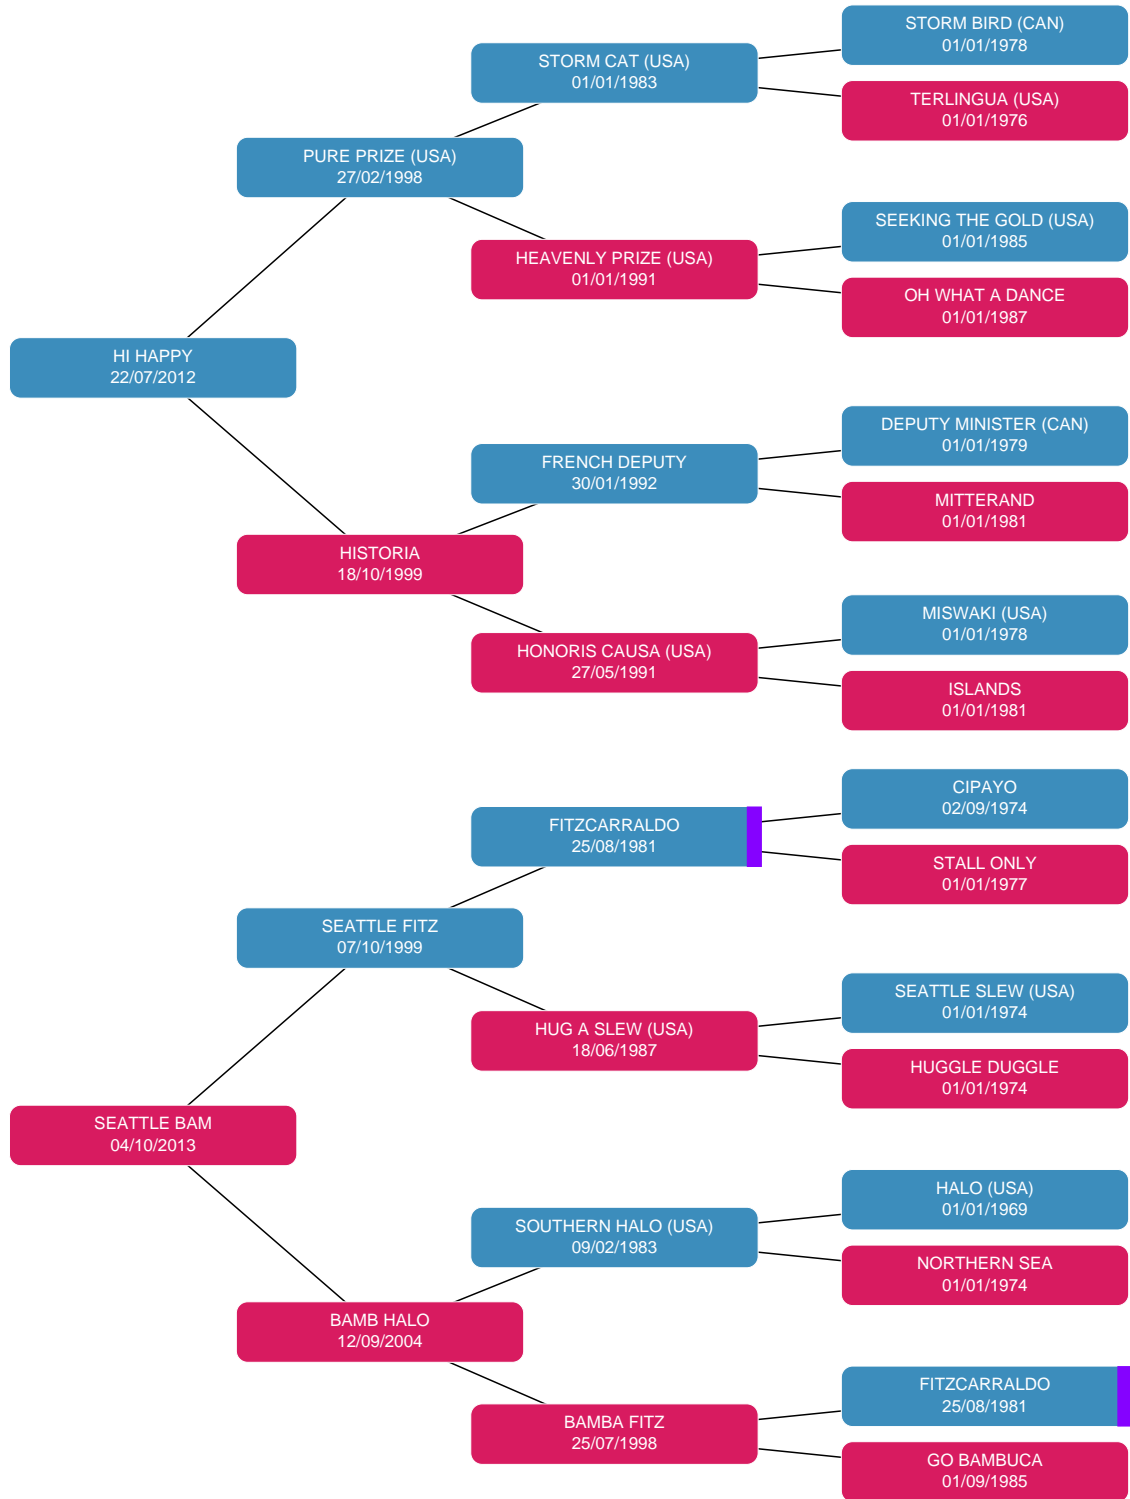 STORM BIRD (CAN)
01/01/1978
STORM CAT (USA)
01/01/1983
TERLINGUA (USA)
01/01/1976
PURE PRIZE (USA)
27/02/1998
SEEKING THE GOLD (USA)
01/01/1985
HEAVENLY PRIZE (USA)
01/01/1991
OH WHAT A DANCE
01/01/1987
HI HAPPY
22/07/2012
DEPUTY MINISTER (CAN)
01/01/1979
FRENCH DEPUTY
30/01/1992
MITTERAND
01/01/1981
HISTORIA
18/10/1999
MISWAKI (USA)
01/01/1978
HONORIS CAUSA (USA)
27/05/1991
ISLANDS
01/01/1981
CIPAYO
02/09/1974
FITZCARRALDO
25/08/1981
STALL ONLY
01/01/1977
SEATTLE FITZ
07/10/1999
SEATTLE SLEW (USA)
01/01/1974
HUG A SLEW (USA)
18/06/1987
HUGGLE DUGGLE
01/01/1974
SEATTLE BAM
04/10/2013
HALO (USA)
01/01/1969
SOUTHERN HALO (USA)
09/02/1983
NORTHERN SEA
01/01/1974
BAMB HALO
12/09/2004
FITZCARRALDO
25/08/1981
BAMBA FITZ
25/07/1998
GO BAMBUCA
01/09/1985